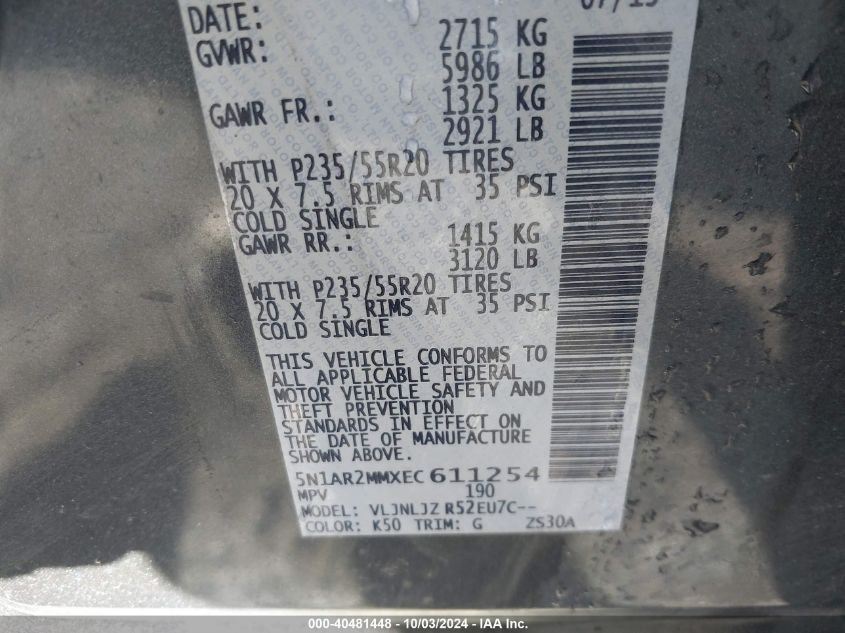 DATE: 07/13
GVWR: 2715 KG
5986 LB
GAWR FR.: 1325 KG
2921 LB
WITH P235/55R20 TIRES
20 X 7.5 RIMS AT 35 PSI
COLD SINGLE
GAWR RR.: 1415 KG
3120 LB
WITH P235/55R20 TIRES
20 X 7.5 RIMS AT 35 PSI
COLD SINGLE
THIS VEHICLE CONFORMS TO
ALL APPLICABLE FEDERAL
MOTOR VEHICLE SAFETY AND
THEFT PREVENTION
STANDARDS IN EFFECT ON
THE DATE OF MANUFACTURE
SHOWN ABOVE.
5N1AR2MMXEC611254
MPV 190
MODEL: VLJNLJZ R52EU7C--
COLOR: K50 TRIM: G ZS30A
000-40481448 - 10/03/2024 - IAA Inc.